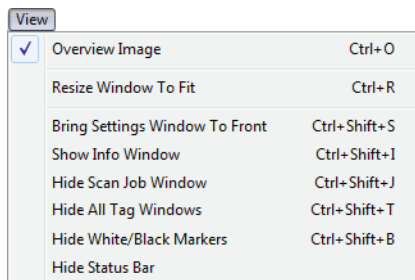 View
Overview Image Ctrl+O
Resize Window To Fit Ctrl+R
Bring Settings Window To Front Ctrl+Shift+S
Show Info Window Ctrl+Shift+I
Hide Scan Job Window Ctrl+Shift+J
Hide All Tag Windows Ctrl+Shift+T
Hide White/Black Markers Ctrl+Shift+B
Hide Status Bar